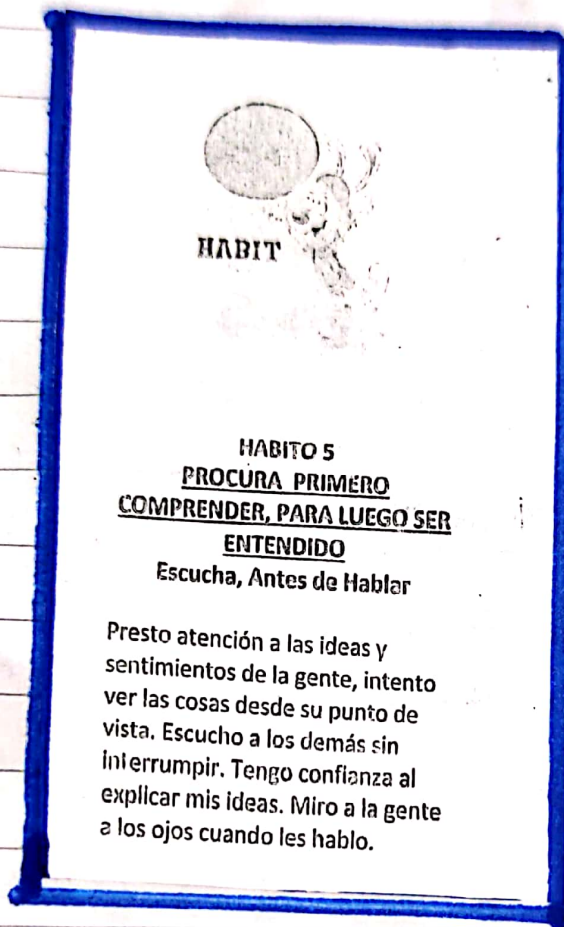 HABIT
HABITO 5
PROCURA PRIMERO
COMPRENDER, PARA LUEGO SER
ENTENDIDO
Escucha, Antes de Hablar
Presto atención a las ideas y
sentimientos de la gente, intento
ver las cosas desde su punto de
vista. Escucho a los demás sin
interrumpir. Tengo confianza al
explicar mis ideas. Miro a la gente
a los ojos cuando les hablo.